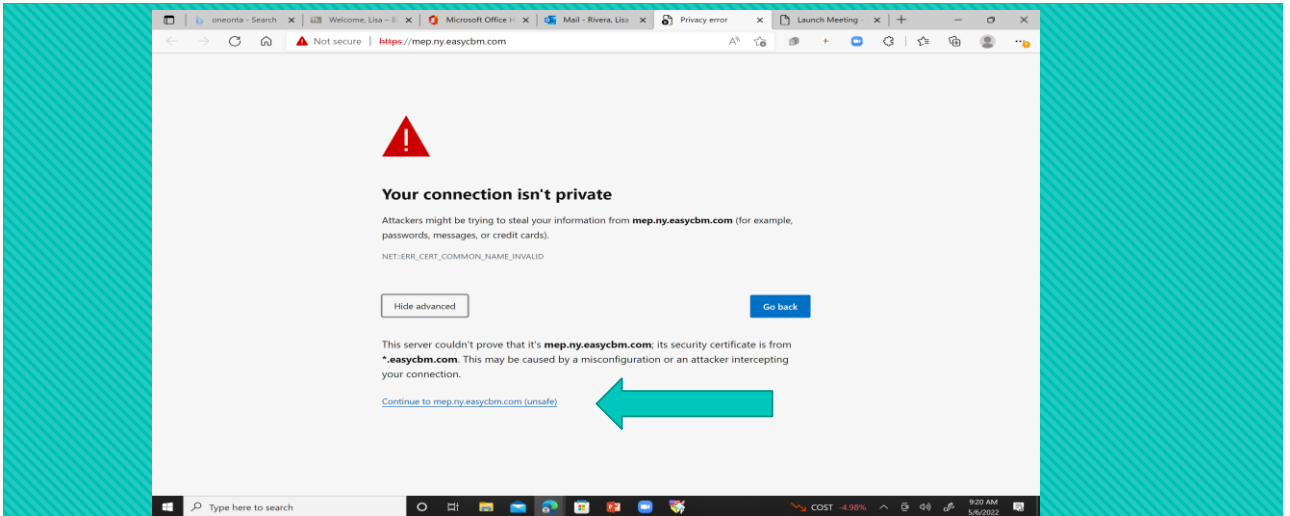 oneonta - Search
Welcome, Lisa –
Microsoft Office H
Mail - Rivera, Lisa
Privacy error
Launch Meeting -
Not secure | https://mep.ny.easycbm.com
Your connection isn't private
Attackers might be trying to steal your information from mep.ny.easycbm.com (for example,
passwords, messages, or credit cards).
NET::ERR_CERT_COMMON_NAME_INVALID
Hide advanced
Go back
This server couldn't prove that it's mep.ny.easycbm.com; its security certificate is from
*.easycbm.com. This may be caused by a misconfiguration or an attacker intercepting
your connection.
Continue to mep.ny.easycbm.com (unsafe)
Type here to search
COST -4.98%
9:20 AM
5/6/2022